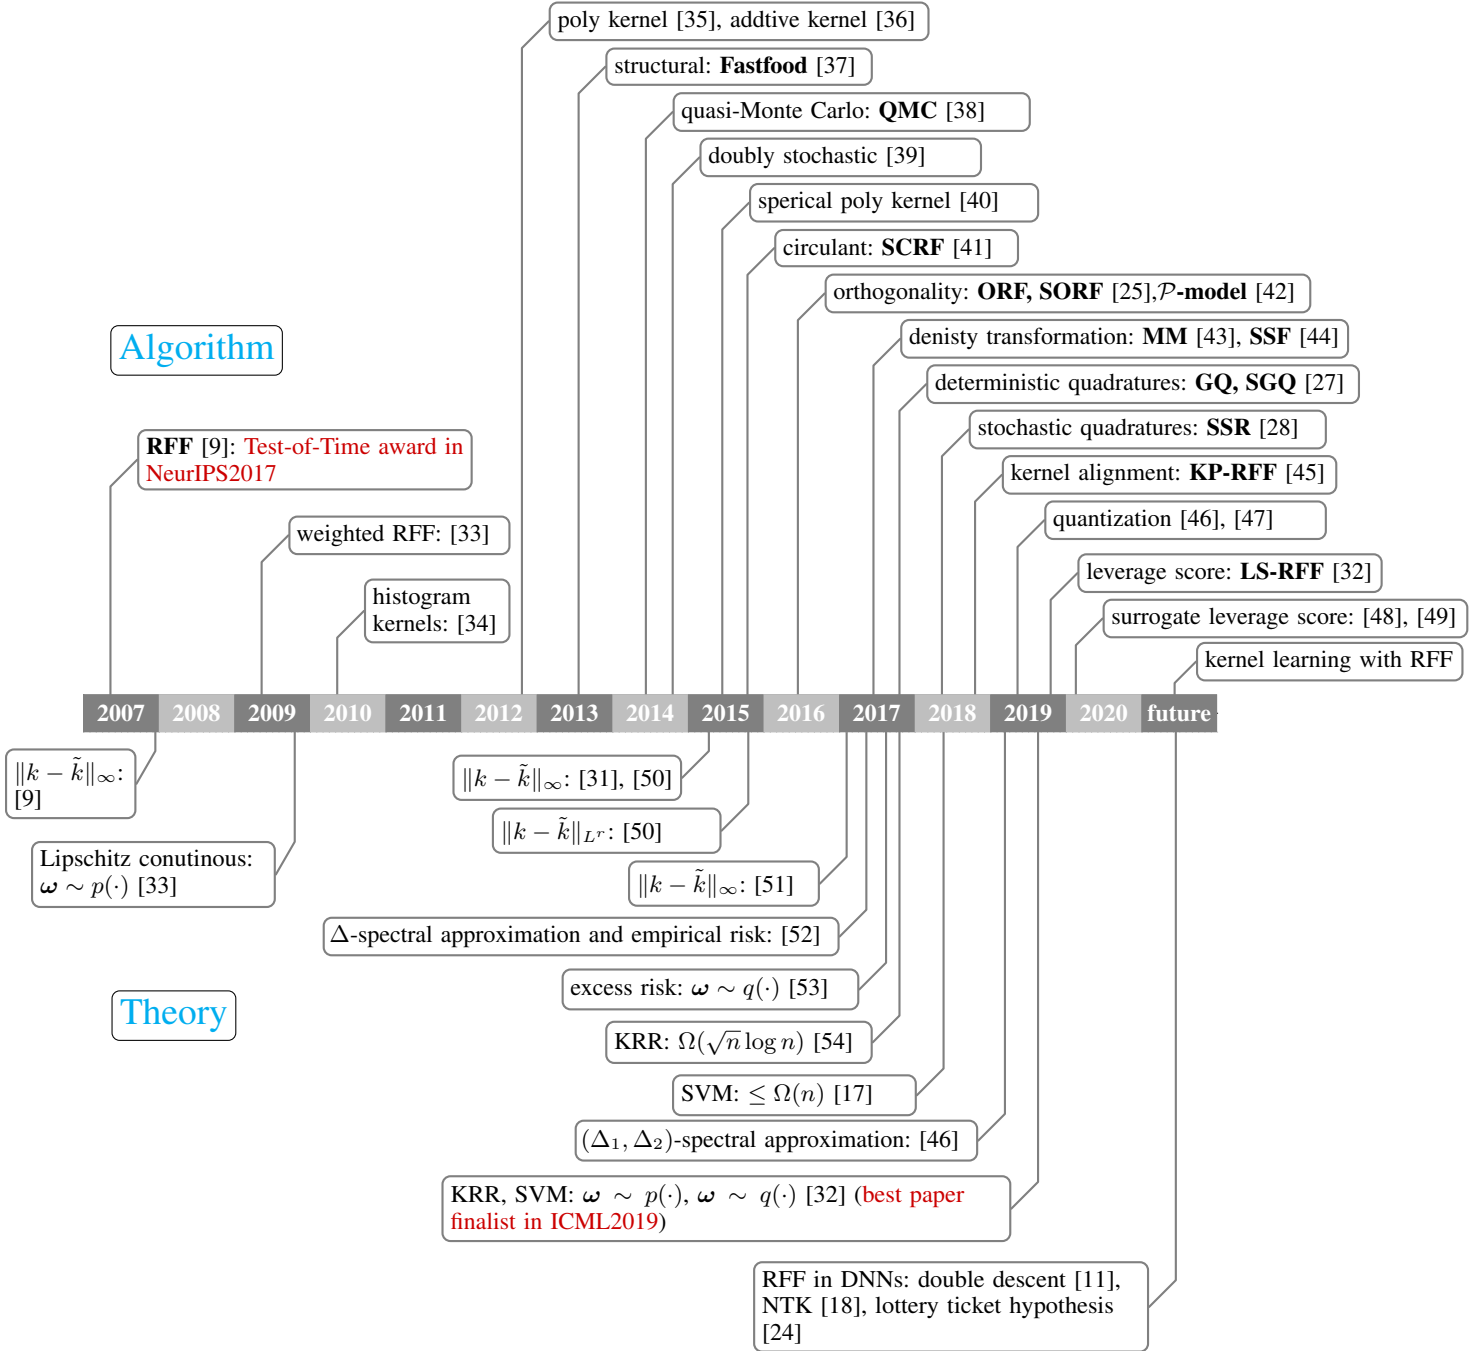 poly kernel [35], addtive kernel [36]
structural: Fastfood [37]
quasi-Monte Carlo: QMC [38]
doubly stochastic [39]
sperical poly kernel [40]
circulant: SCRF [41]
orthogonality: ORF, SORF [25],𝒫-model [42]
Algorithm
denisty transformation: MM [43], SSF [44]
deterministic quadratures: GQ, SGQ [27]
stochastic quadratures: SSR [28]
RFF [9]: Test-of-Time award in
NeurIPS2017
kernel alignment: KP-RFF [45]
quantization [46], [47]
weighted RFF: [33]
leverage score: LS-RFF [32]
histogram
kernels: [34]
surrogate leverage score: [48], [49]
kernel learning with RFF
2007 2008 2009 2010 2011 2012 2013 2014 2015 2016 2017 2018 2019 2020 future
‖k − k̃‖∞:
[9]
‖k − k̃‖∞: [31], [50]
‖k − k̃‖Lʳ: [50]
Lipschitz conutinous:
ω ∼ p(·) [33]
‖k − k̃‖∞: [51]
Δ-spectral approximation and empirical risk: [52]
excess risk: ω ∼ q(·) [53]
Theory
KRR: Ω(√n log n) [54]
SVM: ≤ Ω(n) [17]
(Δ₁, Δ₂)-spectral approximation: [46]
KRR, SVM: ω ∼ p(·), ω ∼ q(·) [32] (best paper
finalist in ICML2019)
RFF in DNNs: double descent [11],
NTK [18], lottery ticket hypothesis
[24]